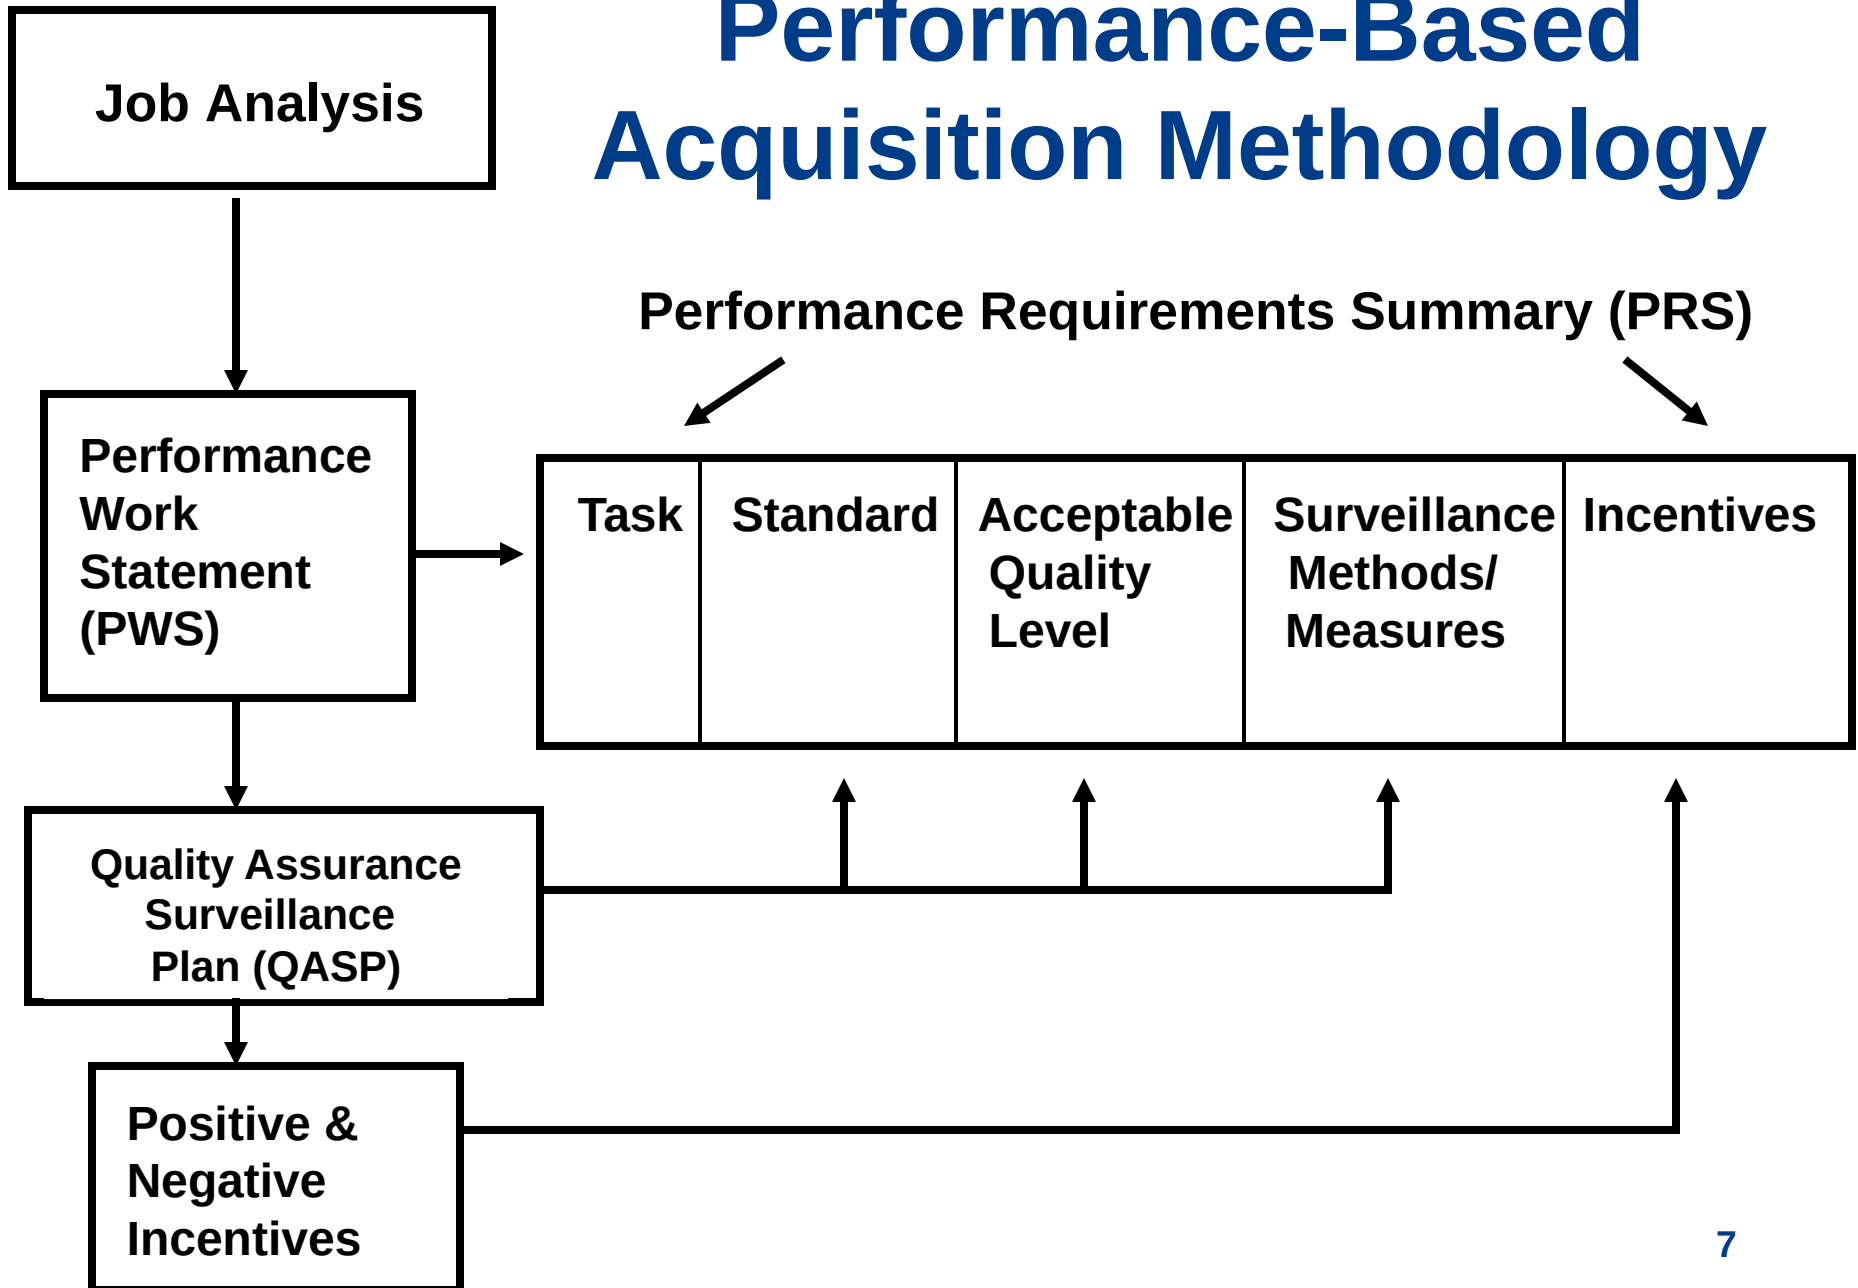 Performance-Based
Acquisition Methodology
Job Analysis
Performance Requirements Summary (PRS)
Performance
Work
Statement
(PWS)
Task
Standard
Acceptable
Quality
Level
Surveillance
Methods/
Measures
Incentives
Quality Assurance
Surveillance
Plan (QASP)
Positive &
Negative
Incentives
7